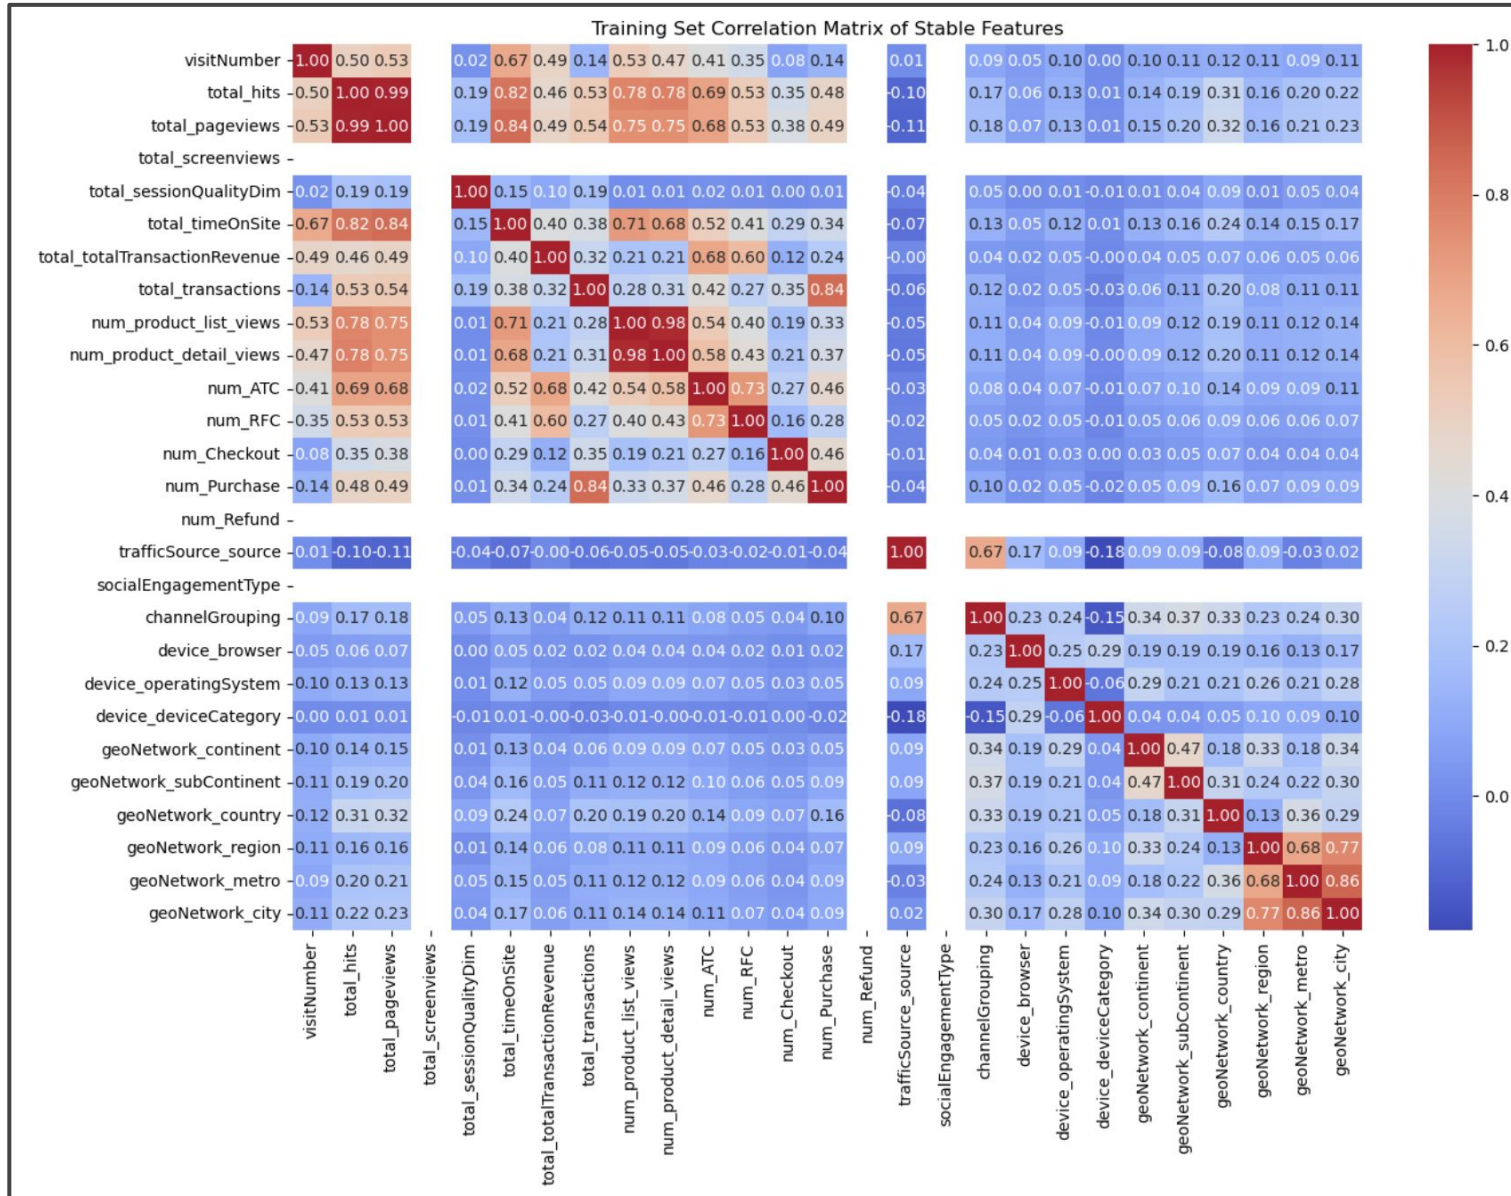 Training Set Correlation Matrix of Stable Features
visitNumber 1.00 0.50 0.53 0.02 0.67 0.49 0.14 0.53 0.47 0.41 0.35 0.08 0.14 0.01 0.09 0.05 0.10 0.00 0.10 0.11 0.12 0.11 0.09 0.11
total_hits 0.50 1.00 0.99 0.19 0.82 0.46 0.53 0.78 0.78 0.69 0.53 0.35 0.48 -0.10 0.17 0.06 0.13 0.01 0.14 0.19 0.31 0.16 0.20 0.22
total_pageviews 0.53 0.99 1.00 0.19 0.84 0.49 0.54 0.75 0.75 0.68 0.53 0.38 0.49 -0.11 0.18 0.07 0.13 0.01 0.15 0.20 0.32 0.16 0.21 0.23
total_screenviews
total_sessionQualityDim 0.02 0.19 0.19 1.00 0.15 0.10 0.19 0.01 0.01 0.02 0.01 0.00 0.01 -0.04 0.05 0.00 0.01 -0.01 0.01 0.04 0.09 0.01 0.05 0.04
total_timeOnSite 0.67 0.82 0.84 0.15 1.00 0.40 0.38 0.71 0.68 0.52 0.41 0.29 0.34 -0.07 0.13 0.05 0.12 0.01 0.13 0.16 0.24 0.14 0.15 0.17
total_totalTransactionRevenue 0.49 0.46 0.49 0.10 0.40 1.00 0.32 0.21 0.21 0.68 0.60 0.12 0.24 -0.00 0.04 0.02 0.05 -0.00 0.04 0.05 0.07 0.06 0.05 0.06
total_transactions 0.14 0.53 0.54 0.19 0.38 0.32 1.00 0.28 0.31 0.42 0.27 0.35 0.84 -0.06 0.12 0.02 0.05 -0.03 0.06 0.11 0.20 0.08 0.11 0.11
num_product_list_views 0.53 0.78 0.75 0.01 0.71 0.21 0.28 1.00 0.98 0.54 0.40 0.19 0.33 -0.05 0.11 0.04 0.09 -0.01 0.09 0.12 0.19 0.11 0.12 0.14
num_product_detail_views 0.47 0.78 0.75 0.01 0.68 0.21 0.31 0.98 1.00 0.58 0.43 0.21 0.37 -0.05 0.11 0.04 0.09 -0.00 0.09 0.12 0.20 0.11 0.12 0.14
num_ATC 0.41 0.69 0.68 0.02 0.52 0.68 0.42 0.54 0.58 1.00 0.73 0.27 0.46 -0.03 0.08 0.04 0.07 -0.01 0.07 0.10 0.14 0.09 0.09 0.11
num_RFC 0.35 0.53 0.53 0.01 0.41 0.60 0.27 0.40 0.43 0.73 1.00 0.16 0.28 -0.02 0.05 0.02 0.05 -0.01 0.05 0.06 0.09 0.06 0.06 0.07
num_Checkout 0.08 0.35 0.38 0.00 0.29 0.12 0.35 0.19 0.21 0.27 0.16 1.00 0.46 -0.01 0.04 0.01 0.03 0.00 0.03 0.05 0.07 0.04 0.04 0.04
num_Purchase 0.14 0.48 0.49 0.01 0.34 0.24 0.84 0.33 0.37 0.46 0.28 0.46 1.00 -0.04 0.10 0.02 0.05 -0.02 0.05 0.09 0.16 0.07 0.09 0.09
num_Refund
trafficSource_source 0.01 -0.10 -0.11 -0.04 -0.07 -0.00 -0.06 -0.05 -0.05 -0.03 -0.02 -0.01 -0.04 1.00 0.67 0.17 0.09 -0.18 0.09 0.09 -0.08 0.09 -0.03 0.02
socialEngagementType
channelGrouping 0.09 0.17 0.18 0.05 0.13 0.04 0.12 0.11 0.11 0.08 0.05 0.04 0.10 0.67 1.00 0.23 0.24 -0.15 0.34 0.37 0.33 0.23 0.24 0.30
device_browser 0.05 0.06 0.07 0.00 0.05 0.02 0.02 0.04 0.04 0.04 0.02 0.01 0.02 0.17 0.23 1.00 0.25 0.29 0.19 0.19 0.19 0.16 0.13 0.17
device_operatingSystem 0.10 0.13 0.13 0.01 0.12 0.05 0.05 0.09 0.09 0.07 0.05 0.03 0.05 0.09 0.24 0.25 1.00 -0.06 0.29 0.21 0.21 0.26 0.21 0.28
device_deviceCategory 0.00 0.01 0.01 -0.01 0.01 -0.00 -0.03 -0.01 -0.00 -0.01 -0.01 0.00 -0.02 -0.18 -0.15 0.29 -0.06 1.00 0.04 0.04 0.05 0.10 0.09 0.10
geoNetwork_continent 0.10 0.14 0.15 0.01 0.13 0.04 0.06 0.09 0.09 0.07 0.05 0.03 0.05 0.09 0.34 0.19 0.29 0.04 1.00 0.47 0.18 0.33 0.18 0.34
geoNetwork_subContinent 0.11 0.19 0.20 0.04 0.16 0.05 0.11 0.12 0.12 0.10 0.06 0.05 0.09 0.09 0.37 0.19 0.21 0.04 0.47 1.00 0.31 0.24 0.22 0.30
geoNetwork_country 0.12 0.31 0.32 0.09 0.24 0.07 0.20 0.19 0.20 0.14 0.09 0.07 0.16 -0.08 0.33 0.19 0.21 0.05 0.18 0.31 1.00 0.13 0.36 0.29
geoNetwork_region 0.11 0.16 0.16 0.01 0.14 0.06 0.08 0.11 0.11 0.09 0.06 0.04 0.07 0.09 0.23 0.16 0.26 0.10 0.33 0.24 0.13 1.00 0.68 0.77
geoNetwork_metro 0.09 0.20 0.21 0.05 0.15 0.05 0.11 0.12 0.12 0.09 0.06 0.04 0.09 -0.03 0.24 0.13 0.21 0.09 0.18 0.22 0.36 0.68 1.00 0.86
geoNetwork_city 0.11 0.22 0.23 0.04 0.17 0.06 0.11 0.14 0.14 0.11 0.07 0.04 0.09 0.02 0.30 0.17 0.28 0.10 0.34 0.30 0.29 0.77 0.86 1.00
visitNumber
total_hits
total_pageviews
total_screenviews
total_sessionQualityDim
total_timeOnSite
total_totalTransactionRevenue
total_transactions
num_product_list_views
num_product_detail_views
num_ATC
num_RFC
num_Checkout
num_Purchase
num_Refund
trafficSource_source
socialEngagementType
channelGrouping
device_browser
device_operatingSystem
device_deviceCategory
geoNetwork_continent
geoNetwork_subContinent
geoNetwork_country
geoNetwork_region
geoNetwork_metro
geoNetwork_city
1.0
0.8
0.6
0.4
0.2
0.0